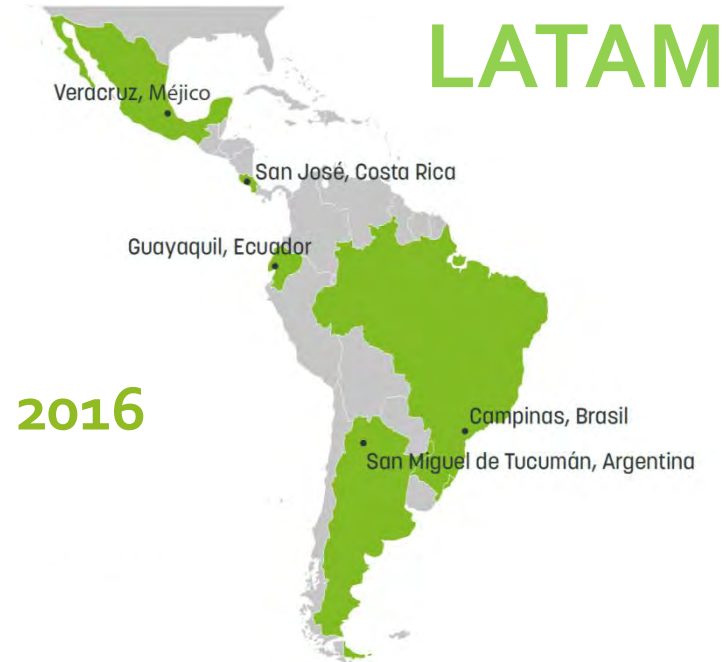 LATAM
Veracruz, Méjico
San José, Costa Rica
Guayaquil, Ecuador
2016
Campinas, Brasil
San Miguel de Tucumán, Argentina